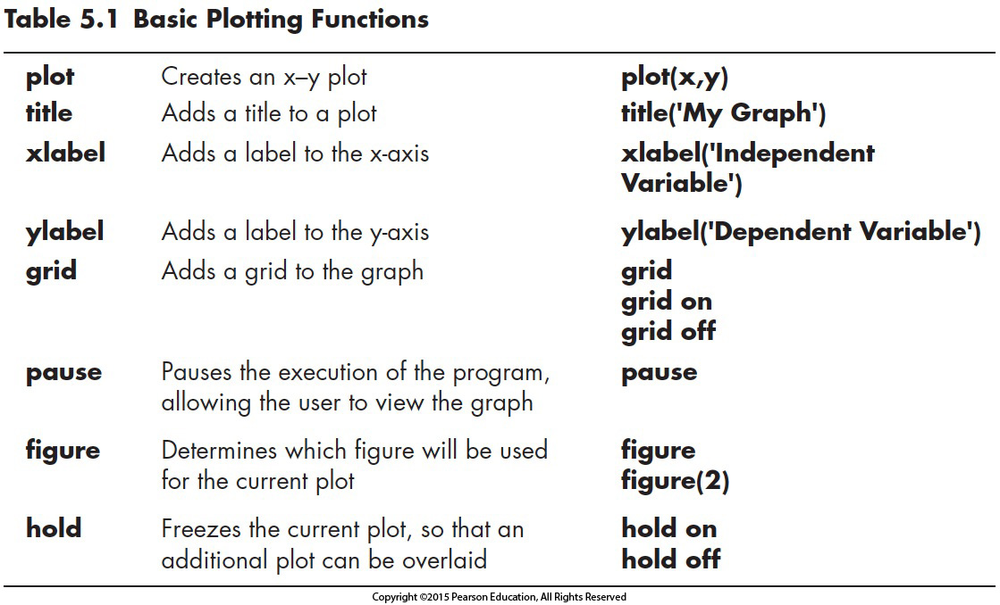 Table 5.1 Basic Plotting Functions
plot Creates an x–y plot plot(x,y)
title Adds a title to a plot title('My Graph')
xlabel Adds a label to the x-axis xlabel('Independent
Variable')
ylabel Adds a label to the y-axis ylabel('Dependent Variable')
grid Adds a grid to the graph grid
grid on
grid off
pause Pauses the execution of the program, pause
allowing the user to view the graph
figure Determines which figure will be used figure
for the current plot figure(2)
hold Freezes the current plot, so that an hold on
additional plot can be overlaid hold off
Copyright ©2015 Pearson Education, All Rights Reserved